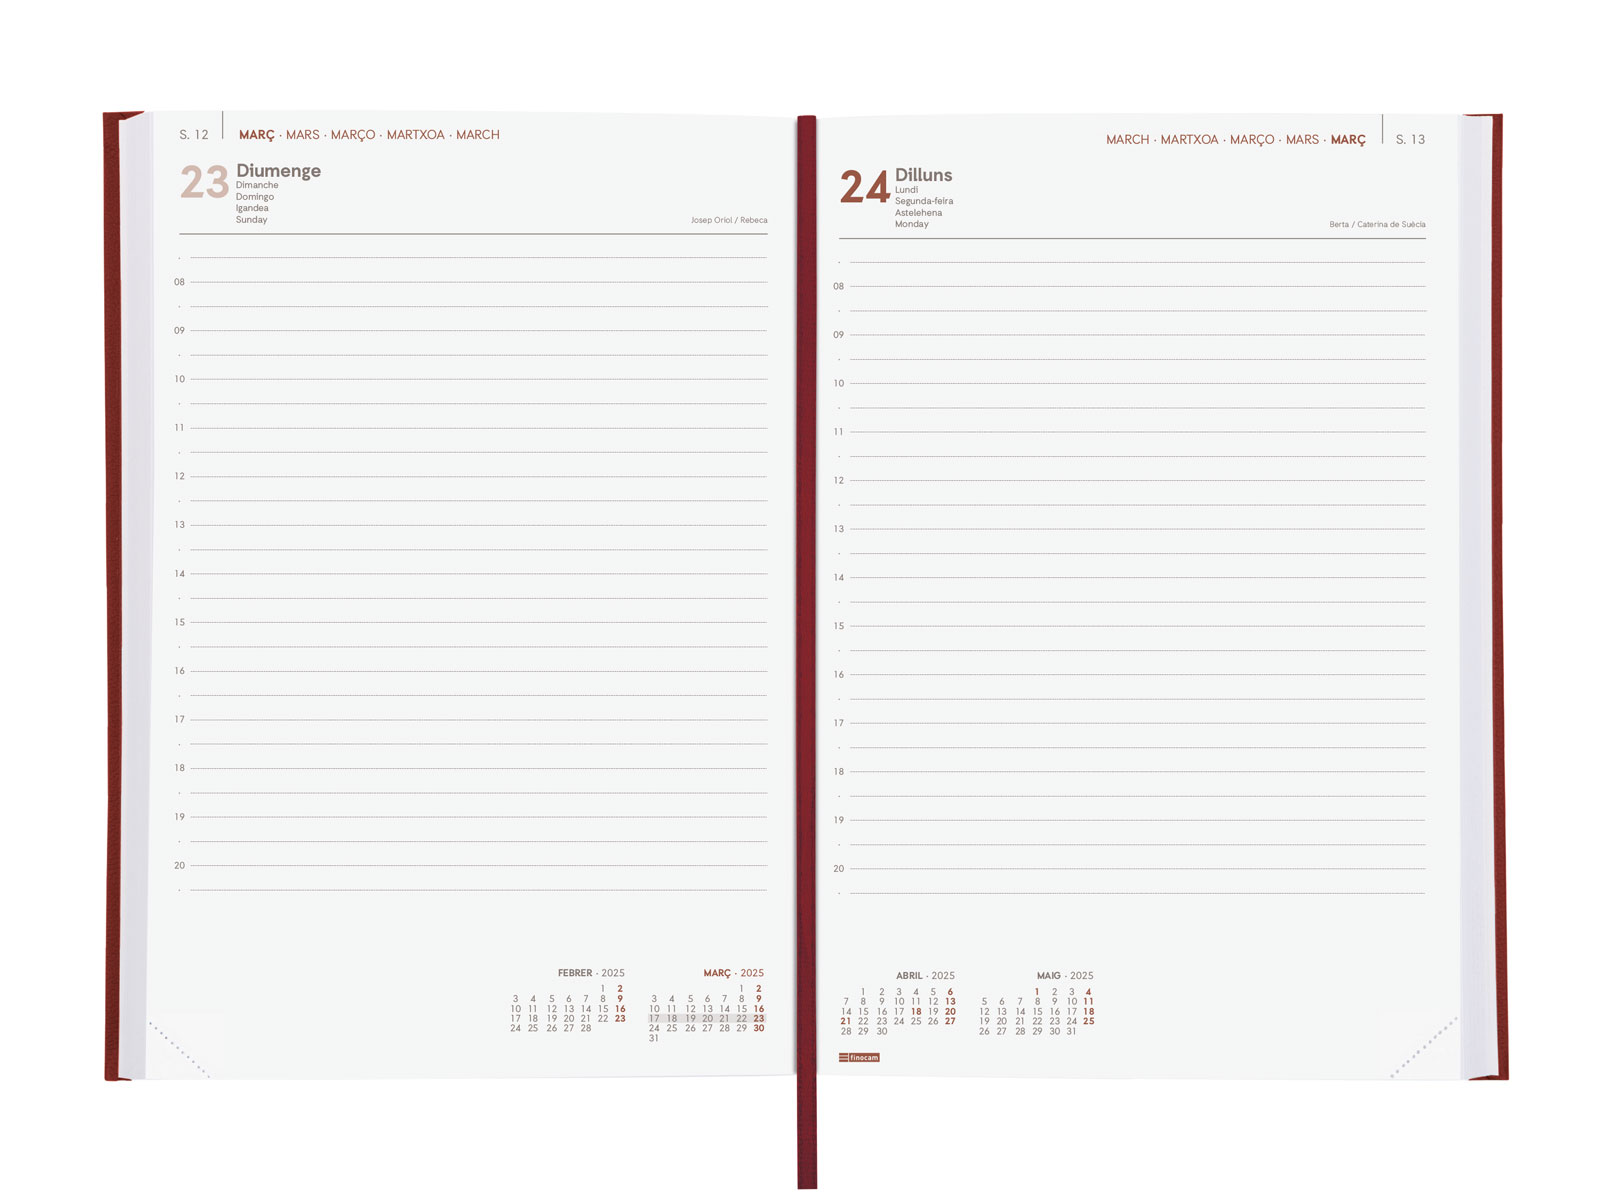 S. 12 MARÇ · MARS · MARÇO · MARTXOA · MARCH
23 Diumenge
Dimanche
Domingo
Igandea
Sunday
Josep Oriol / Rebeca
08
09
10
11
12
13
14
15
16
17
18
19
20
FEBRER · 2025
1 2
3 4 5 6 7 8 9
10 11 12 13 14 15 16
17 18 19 20 21 22 23
24 25 26 27 28
MARÇ · 2025
1 2
3 4 5 6 7 8 9
10 11 12 13 14 15 16
17 18 19 20 21 22 23
24 25 26 27 28 29 30
31
MARCH · MARTXOA · MARÇO · MARS · MARÇ S. 13
24 Dilluns
Lundi
Segunda-feira
Astelehena
Monday
Berta / Caterina de Suècia
08
09
10
11
12
13
14
15
16
17
18
19
20
ABRIL · 2025
1 2 3 4 5 6
7 8 9 10 11 12 13
14 15 16 17 18 19 20
21 22 23 24 25 26 27
28 29 30
MAIG · 2025
1 2 3 4
5 6 7 8 9 10 11
12 13 14 15 16 17 18
19 20 21 22 23 24 25
26 27 28 29 30 31
finocam